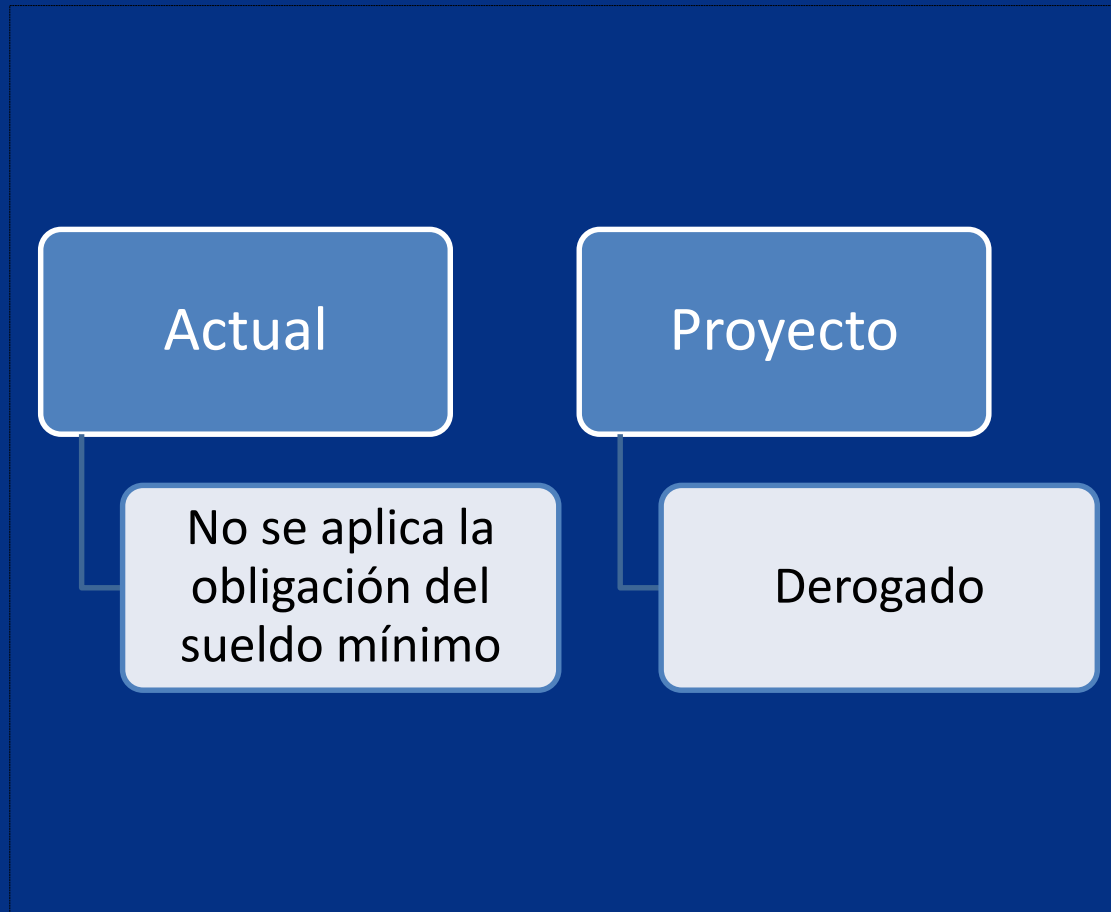 Actual
No se aplica la
obligación del
sueldo mínimo
Proyecto
Derogado